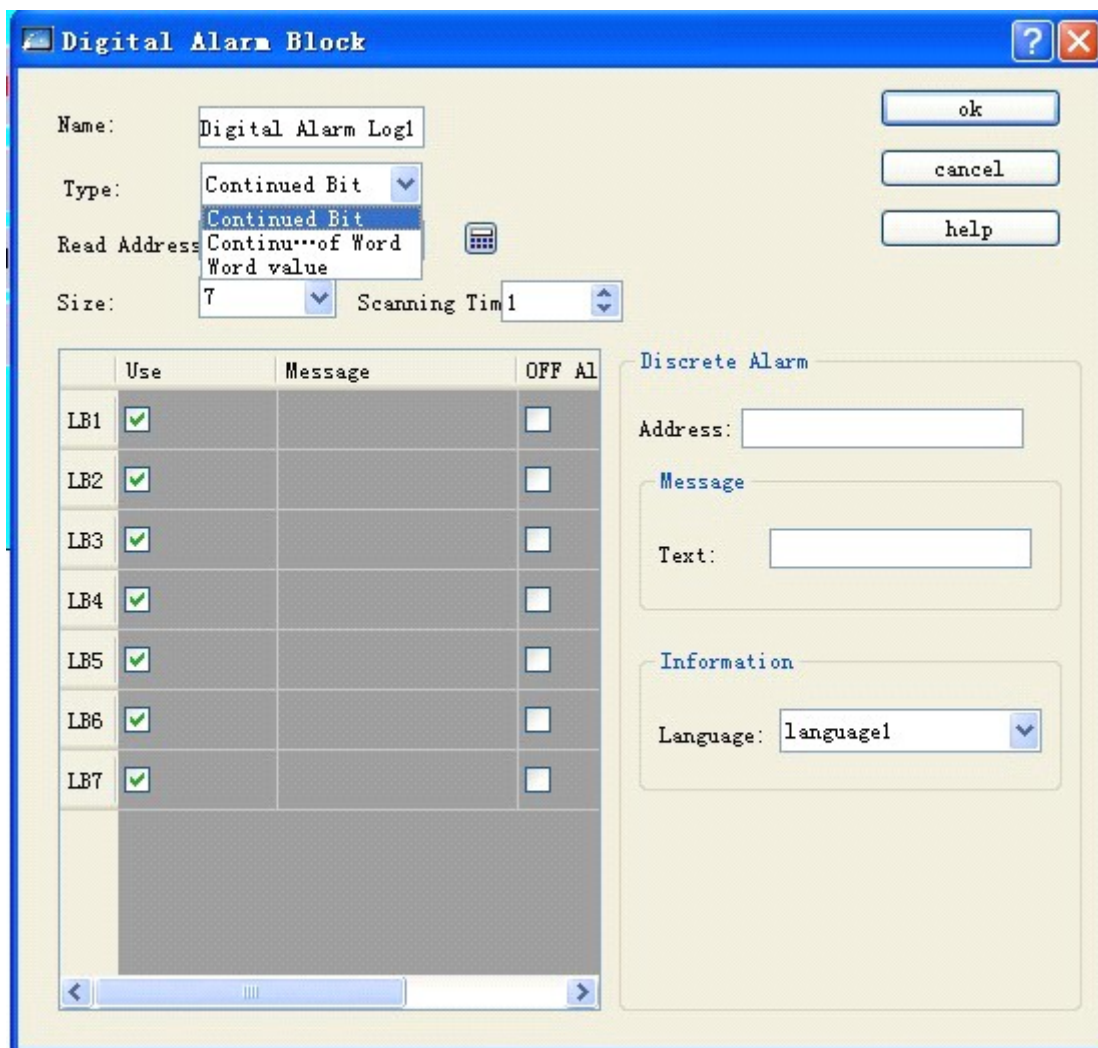 Digital Alarm Block
Name: Digital Alarm Log1
ok
Type: Continued Bit
cancel
Continued Bit
Read Address Continu…of Word
help
Word value
Size: 7 Scanning Tim 1
Use Message OFF Al
Discrete Alarm
LB1
Address:
LB2
Message
LB3
Text:
LB4
LB5
Information
LB6
Language: language1
LB7